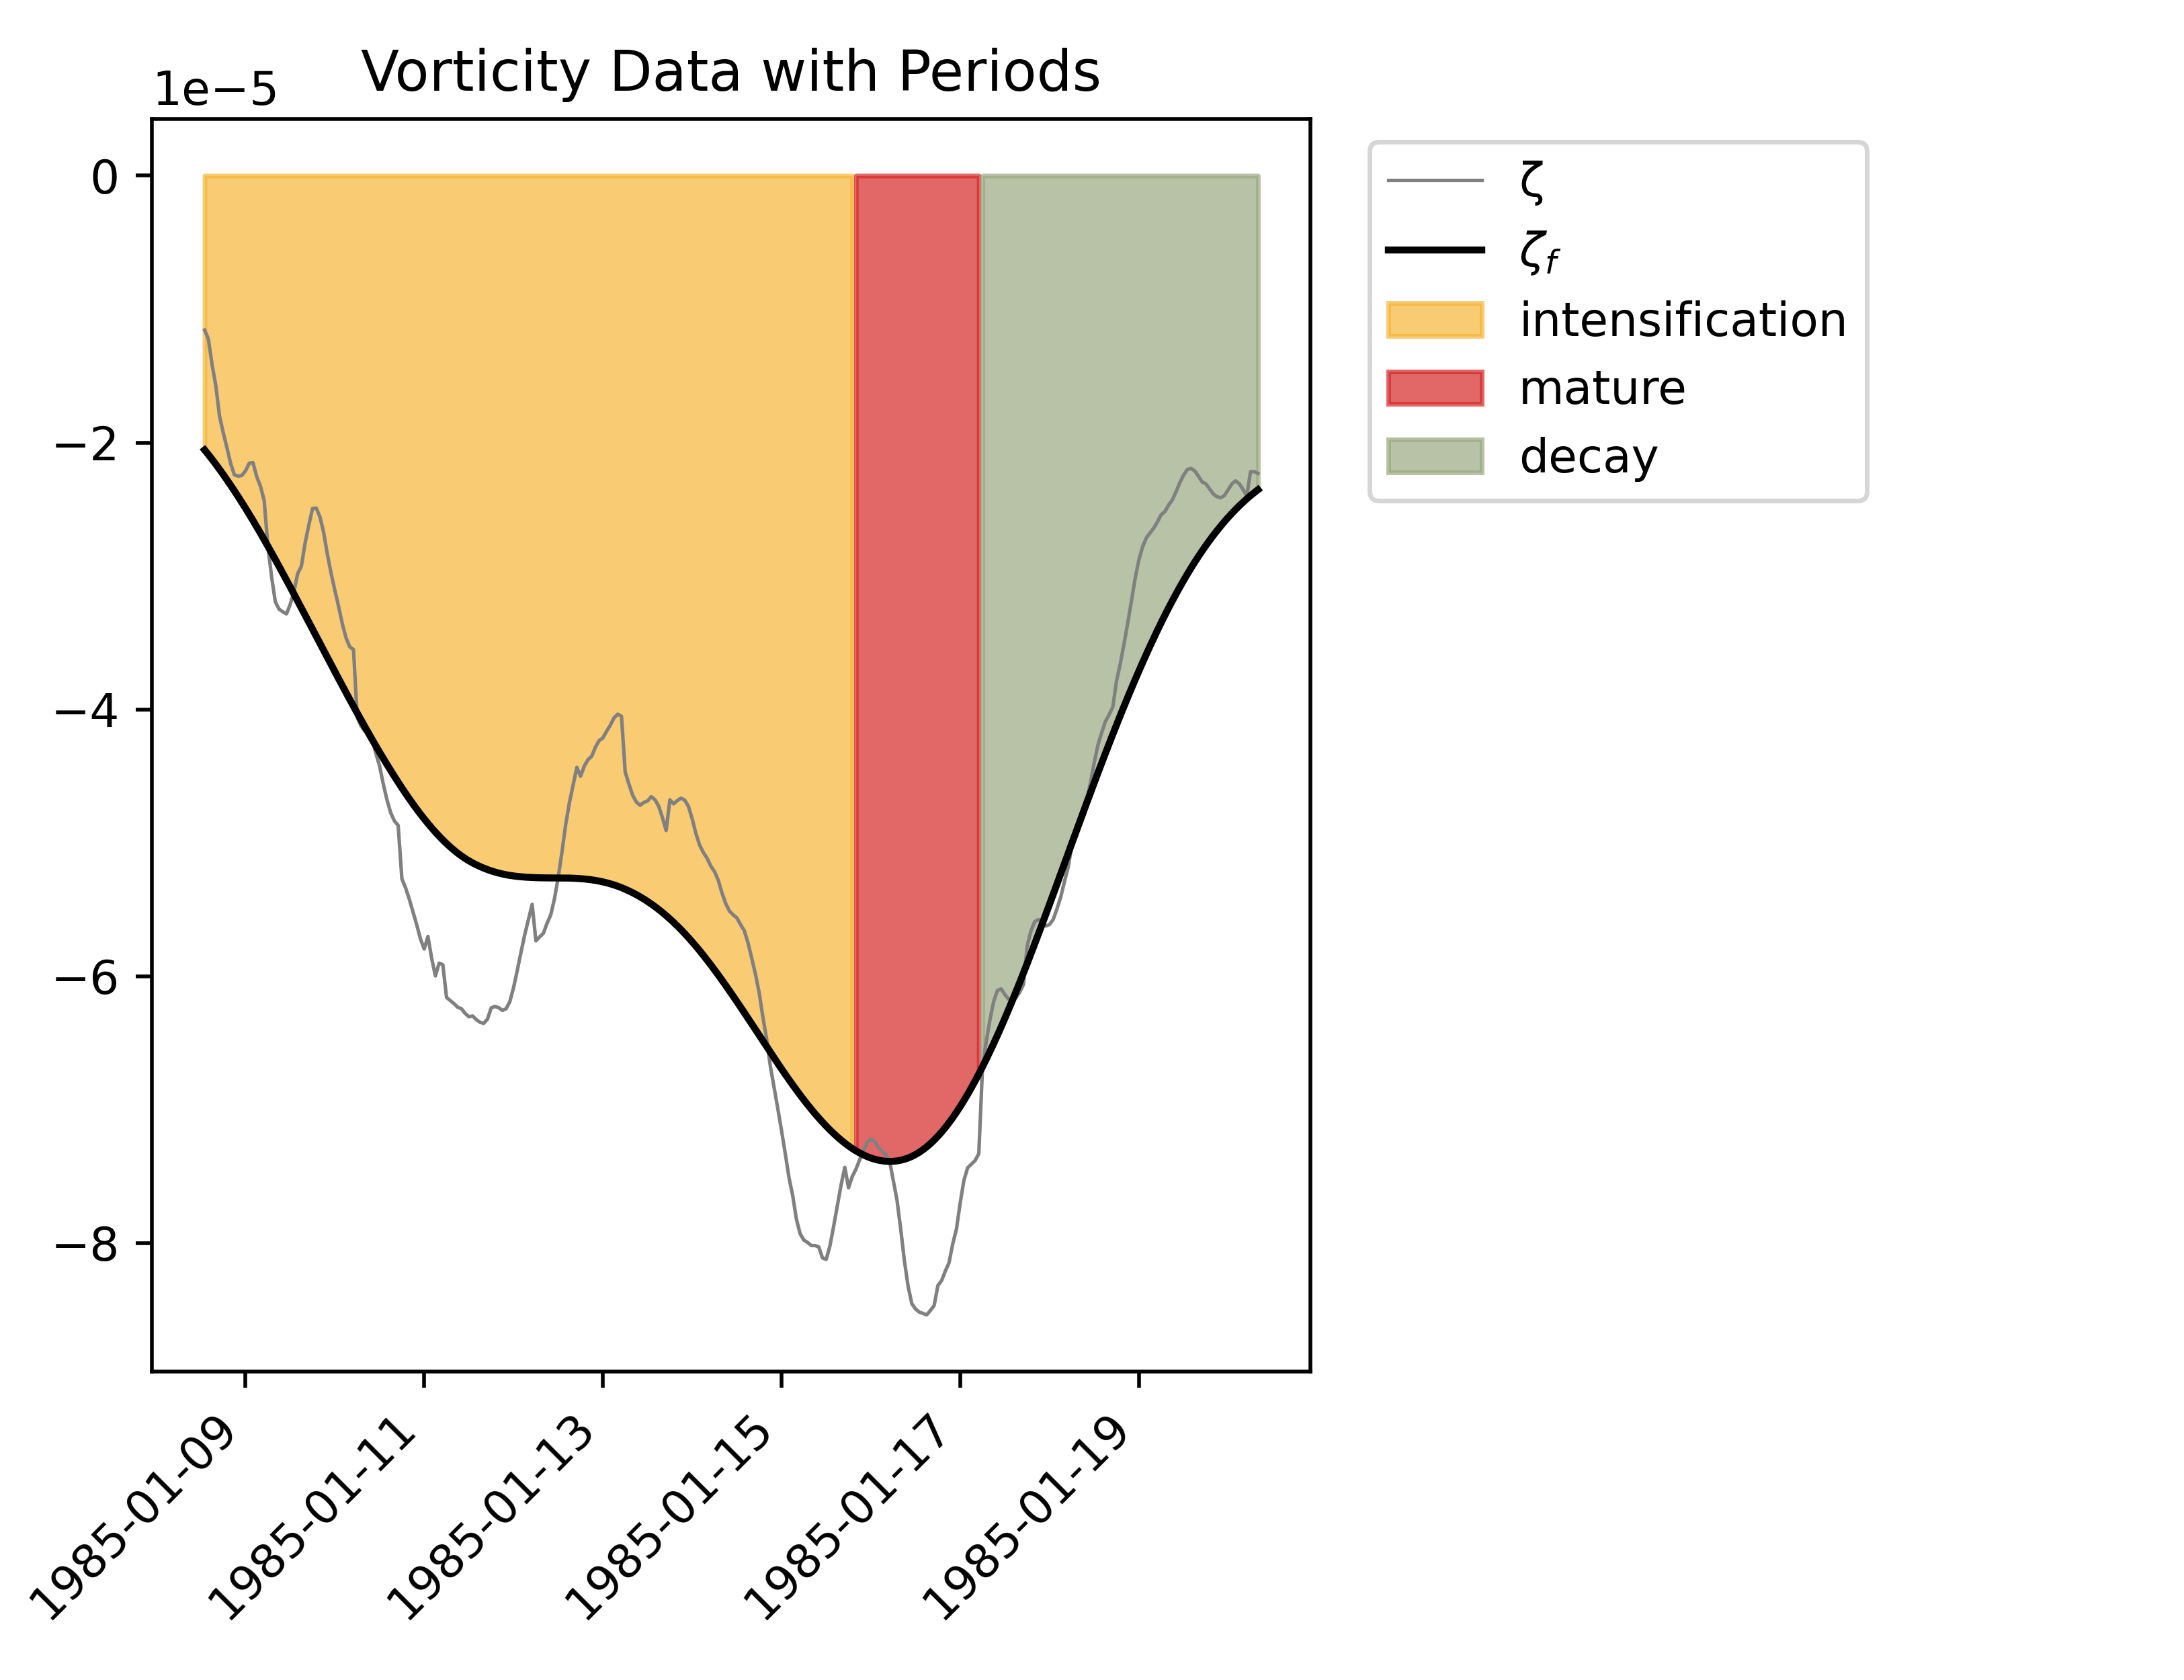 Vorticity Data with Periods
1e−5
0
−2
−4
−6
−8
1985-01-09
1985-01-11
1985-01-13
1985-01-15
1985-01-17
1985-01-19
ζ
ζf
intensification
mature
decay